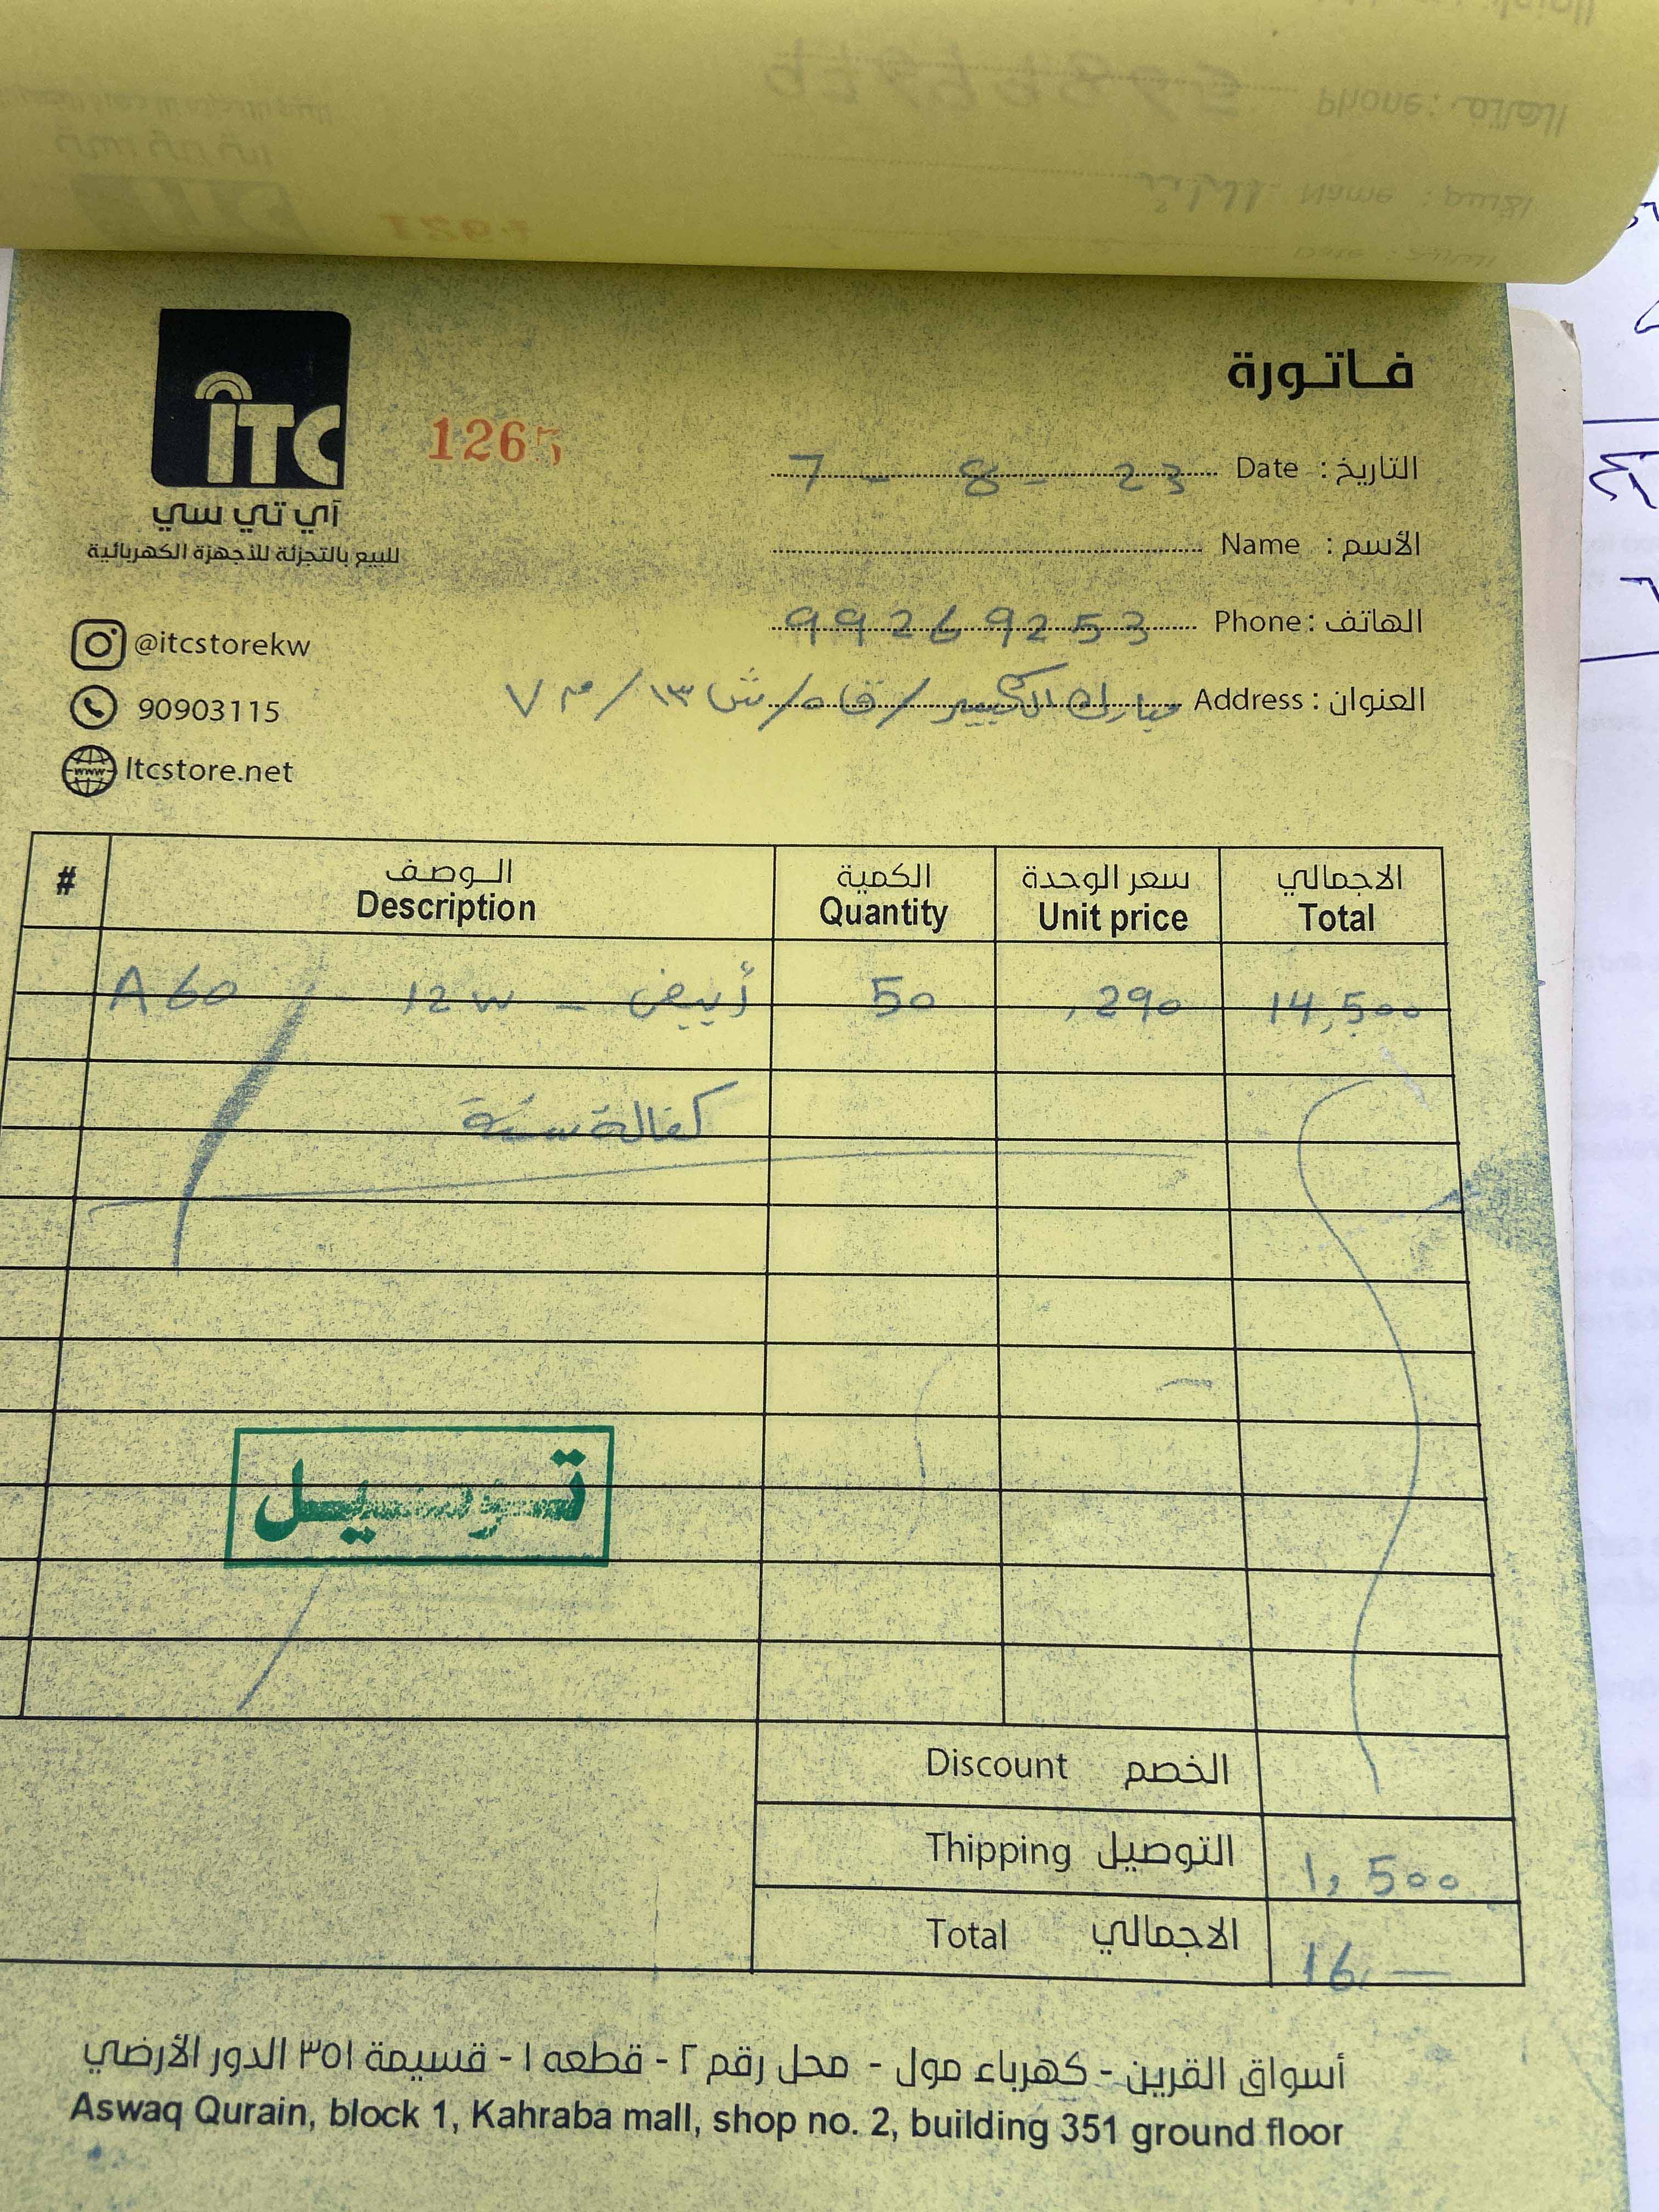 فاتورة
ITC
آي تي سي
للبيع بالتجزئة للأجهزة الكهربائية
126
التاريخ : Date 7 - 8 - 23
الأسم : Name
الهاتف : Phone 99269253
العنوان : Address مبارك الكبير / ق ٥ / ش ١٣ / م ٧
@itcstorekw
90903115
www
Itcstore.net
# الـوصـف الكمية سعر الوحدة الاجمالي
Description Quantity Unit price Total
A60 - 12W - أبيض 50 ,290 14,500
كفالة سنة
توصيل
Discount الخصم
Thipping التوصيل 1,500
Total الاجمالي 16,—
أسواق القرين - كهرباء مول - محل رقم ٢ - قطعه ١ - قسيمة ٣٥١ الدور الأرضي
Aswaq Qurain, block 1, Kahraba mall, shop no. 2, building 351 ground floor